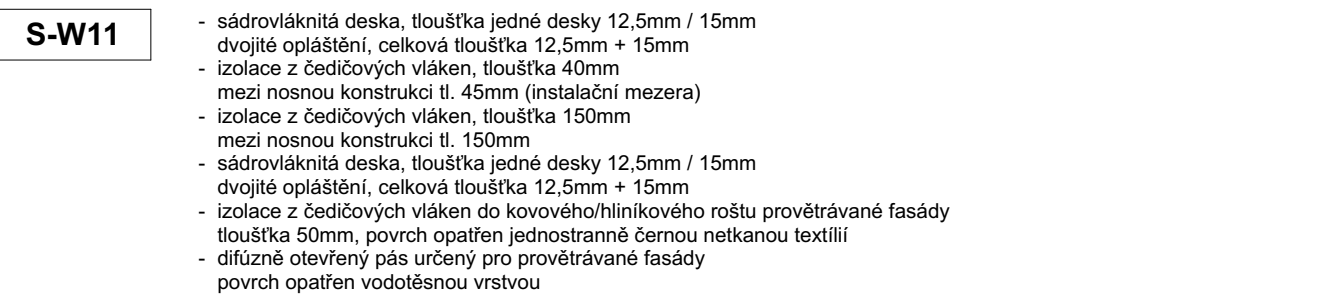 S-W11
- sádrovláknitá deska, tloušťka jedné desky 12,5mm / 15mm
dvojité opláštění, celková tloušťka 12,5mm + 15mm
- izolace z čedičových vláken, tloušťka 40mm
mezi nosnou konstrukci tl. 45mm (instalační mezera)
- izolace z čedičových vláken, tloušťka 150mm
mezi nosnou konstrukci tl. 150mm
- sádrovláknitá deska, tloušťka jedné desky 12,5mm / 15mm
dvojité opláštění, celková tloušťka 12,5mm + 15mm
- izolace z čedičových vláken do kovového/hliníkového roštu provětrávané fasády
tloušťka 50mm, povrch opatřen jednostranně černou netkanou textílií
- difúzně otevřený pás určený pro provětrávané fasády
povrch opatřen vodotěsnou vrstvou